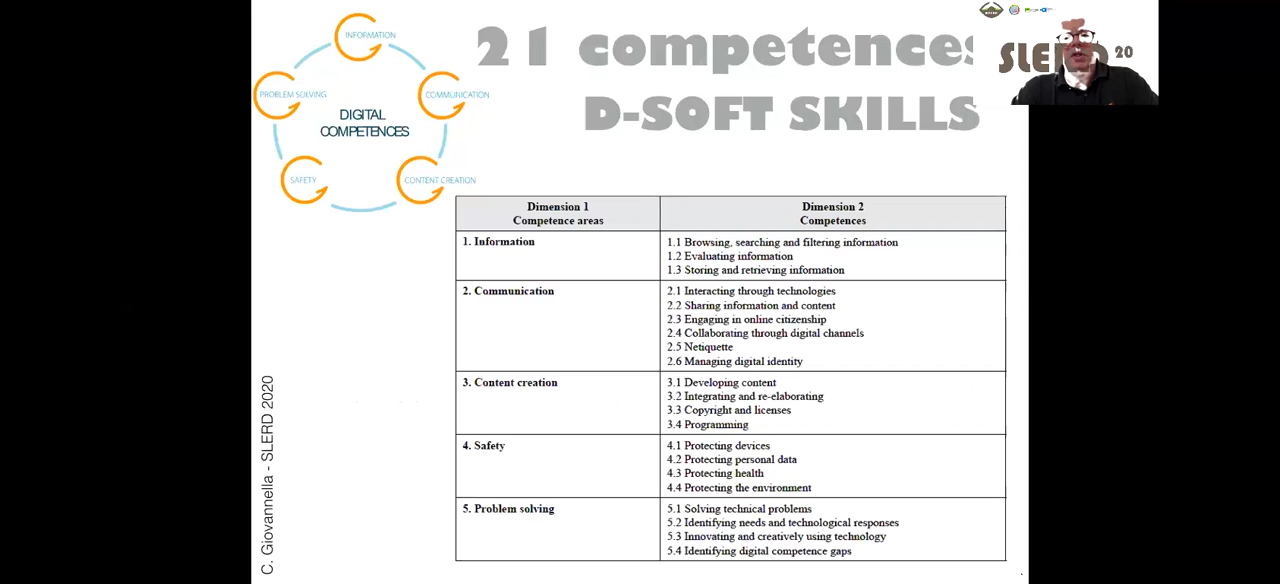 INFORMATION
PROBLEM SOLVING
COMMUNICATION
DIGITAL
COMPETENCES
SAFETY
CONTENT CREATION
21 competences
D-SOFT SKILLS
SLERD 20
Dimension 1
Competence areas
Dimension 2
Competences
1. Information
1.1 Browsing, searching and filtering information
1.2 Evaluating information
1.3 Storing and retrieving information
2. Communication
2.1 Interacting through technologies
2.2 Sharing information and content
2.3 Engaging in online citizenship
2.4 Collaborating through digital channels
2.5 Netiquette
2.6 Managing digital identity
3. Content creation
3.1 Developing content
3.2 Integrating and re-elaborating
3.3 Copyright and licenses
3.4 Programming
4. Safety
4.1 Protecting devices
4.2 Protecting personal data
4.3 Protecting health
4.4 Protecting the environment
5. Problem solving
5.1 Solving technical problems
5.2 Identifying needs and technological responses
5.3 Innovating and creatively using technology
5.4 Identifying digital competence gaps
C. Giovannella - SLERD 2020